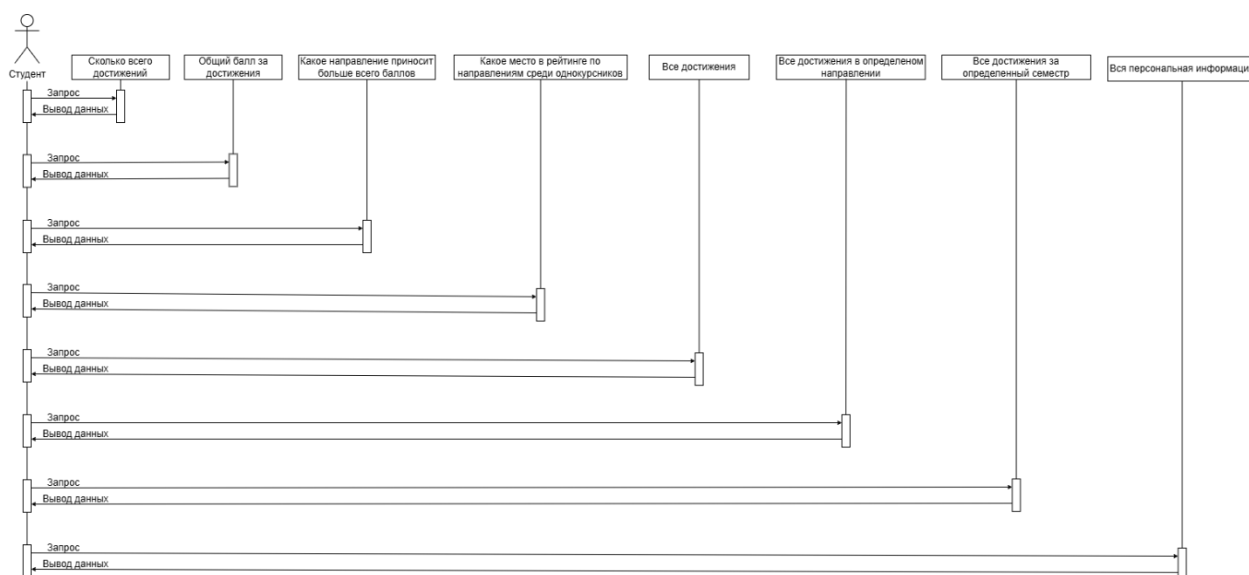 Студент
Сколько всего
достижений
Общий балл за
достижения
Какое направление приносит
больше всего баллов
Какое место в рейтинге по
направлениям среди однокурсников
Все достижения
Все достижения в определеном
направлении
Все достижения за
определенный семестр
Вся персональная информаци
Запрос
Вывод данных
Запрос
Вывод данных
Запрос
Вывод данных
Запрос
Вывод данных
Запрос
Вывод данных
Запрос
Вывод данных
Запрос
Вывод данных
Запрос
Вывод данных